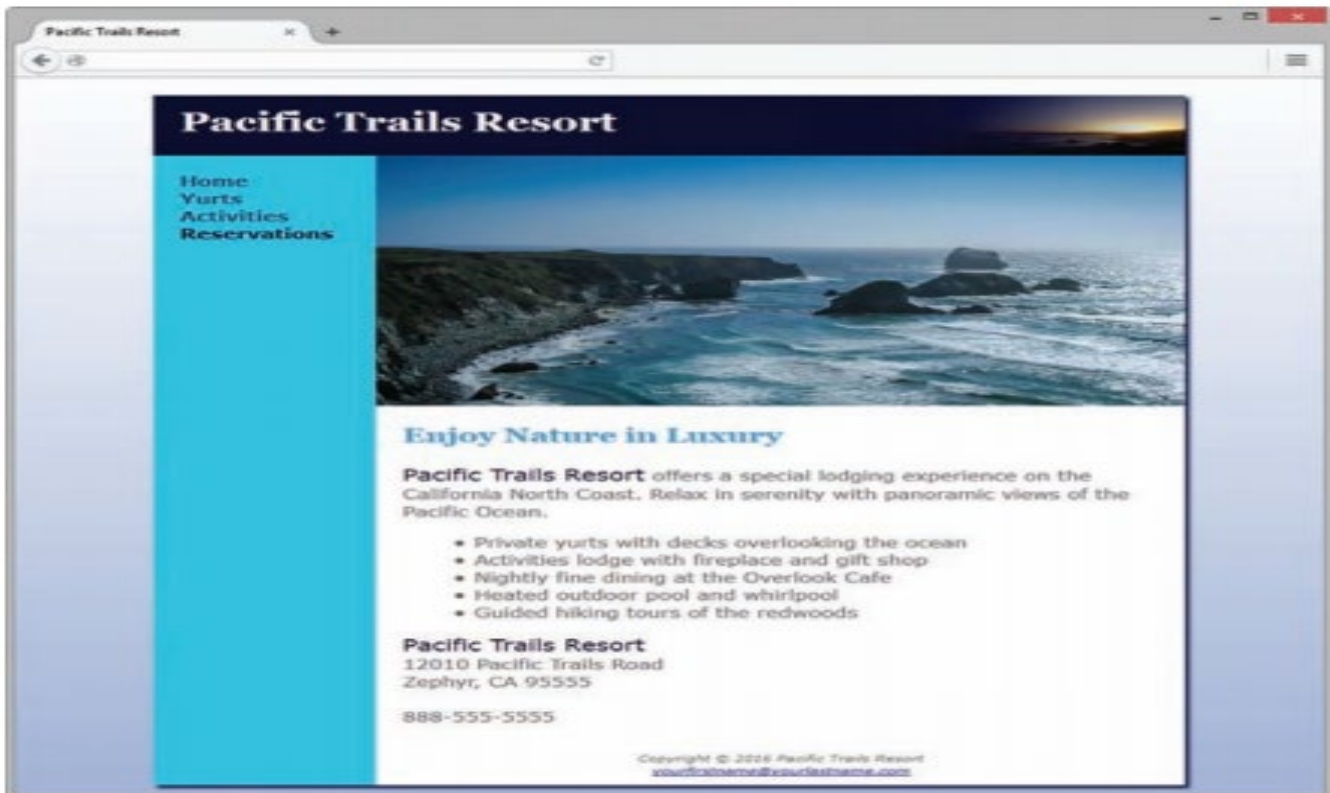 Pacific Trails Resort
Pacific Trails Resort
Home
Yurts
Activities
Reservations
Enjoy Nature in Luxury
Pacific Trails Resort offers a special lodging experience on the
California North Coast. Relax in serenity with panoramic views of the
Pacific Ocean.
• Private yurts with decks overlooking the ocean
• Activities lodge with fireplace and gift shop
• Nightly fine dining at the Overlook Cafe
• Heated outdoor pool and whirlpool
• Guided hiking tours of the redwoods
Pacific Trails Resort
12010 Pacific Trails Road
Zephyr, CA 95555
888-555-5555
Copyright © 2016 Pacific Trails Resort
yourfirstname@yourlastname.com